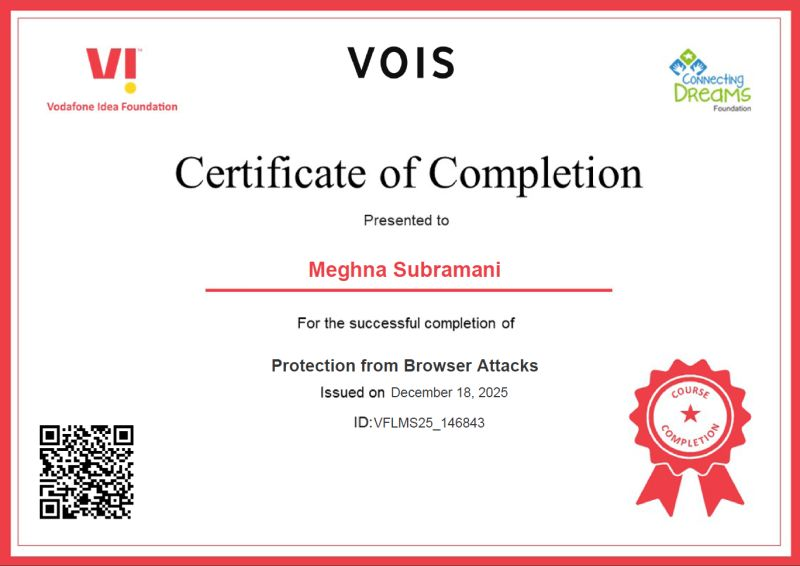 VI
Vodafone Idea Foundation
VOIS
Connecting
Dreams
Foundation
Certificate of Completion
Presented to
Meghna Subramani
For the successful completion of
Protection from Browser Attacks
Issued on December 18, 2025
ID:VFLMS25_146843
COURSE
COMPLETION